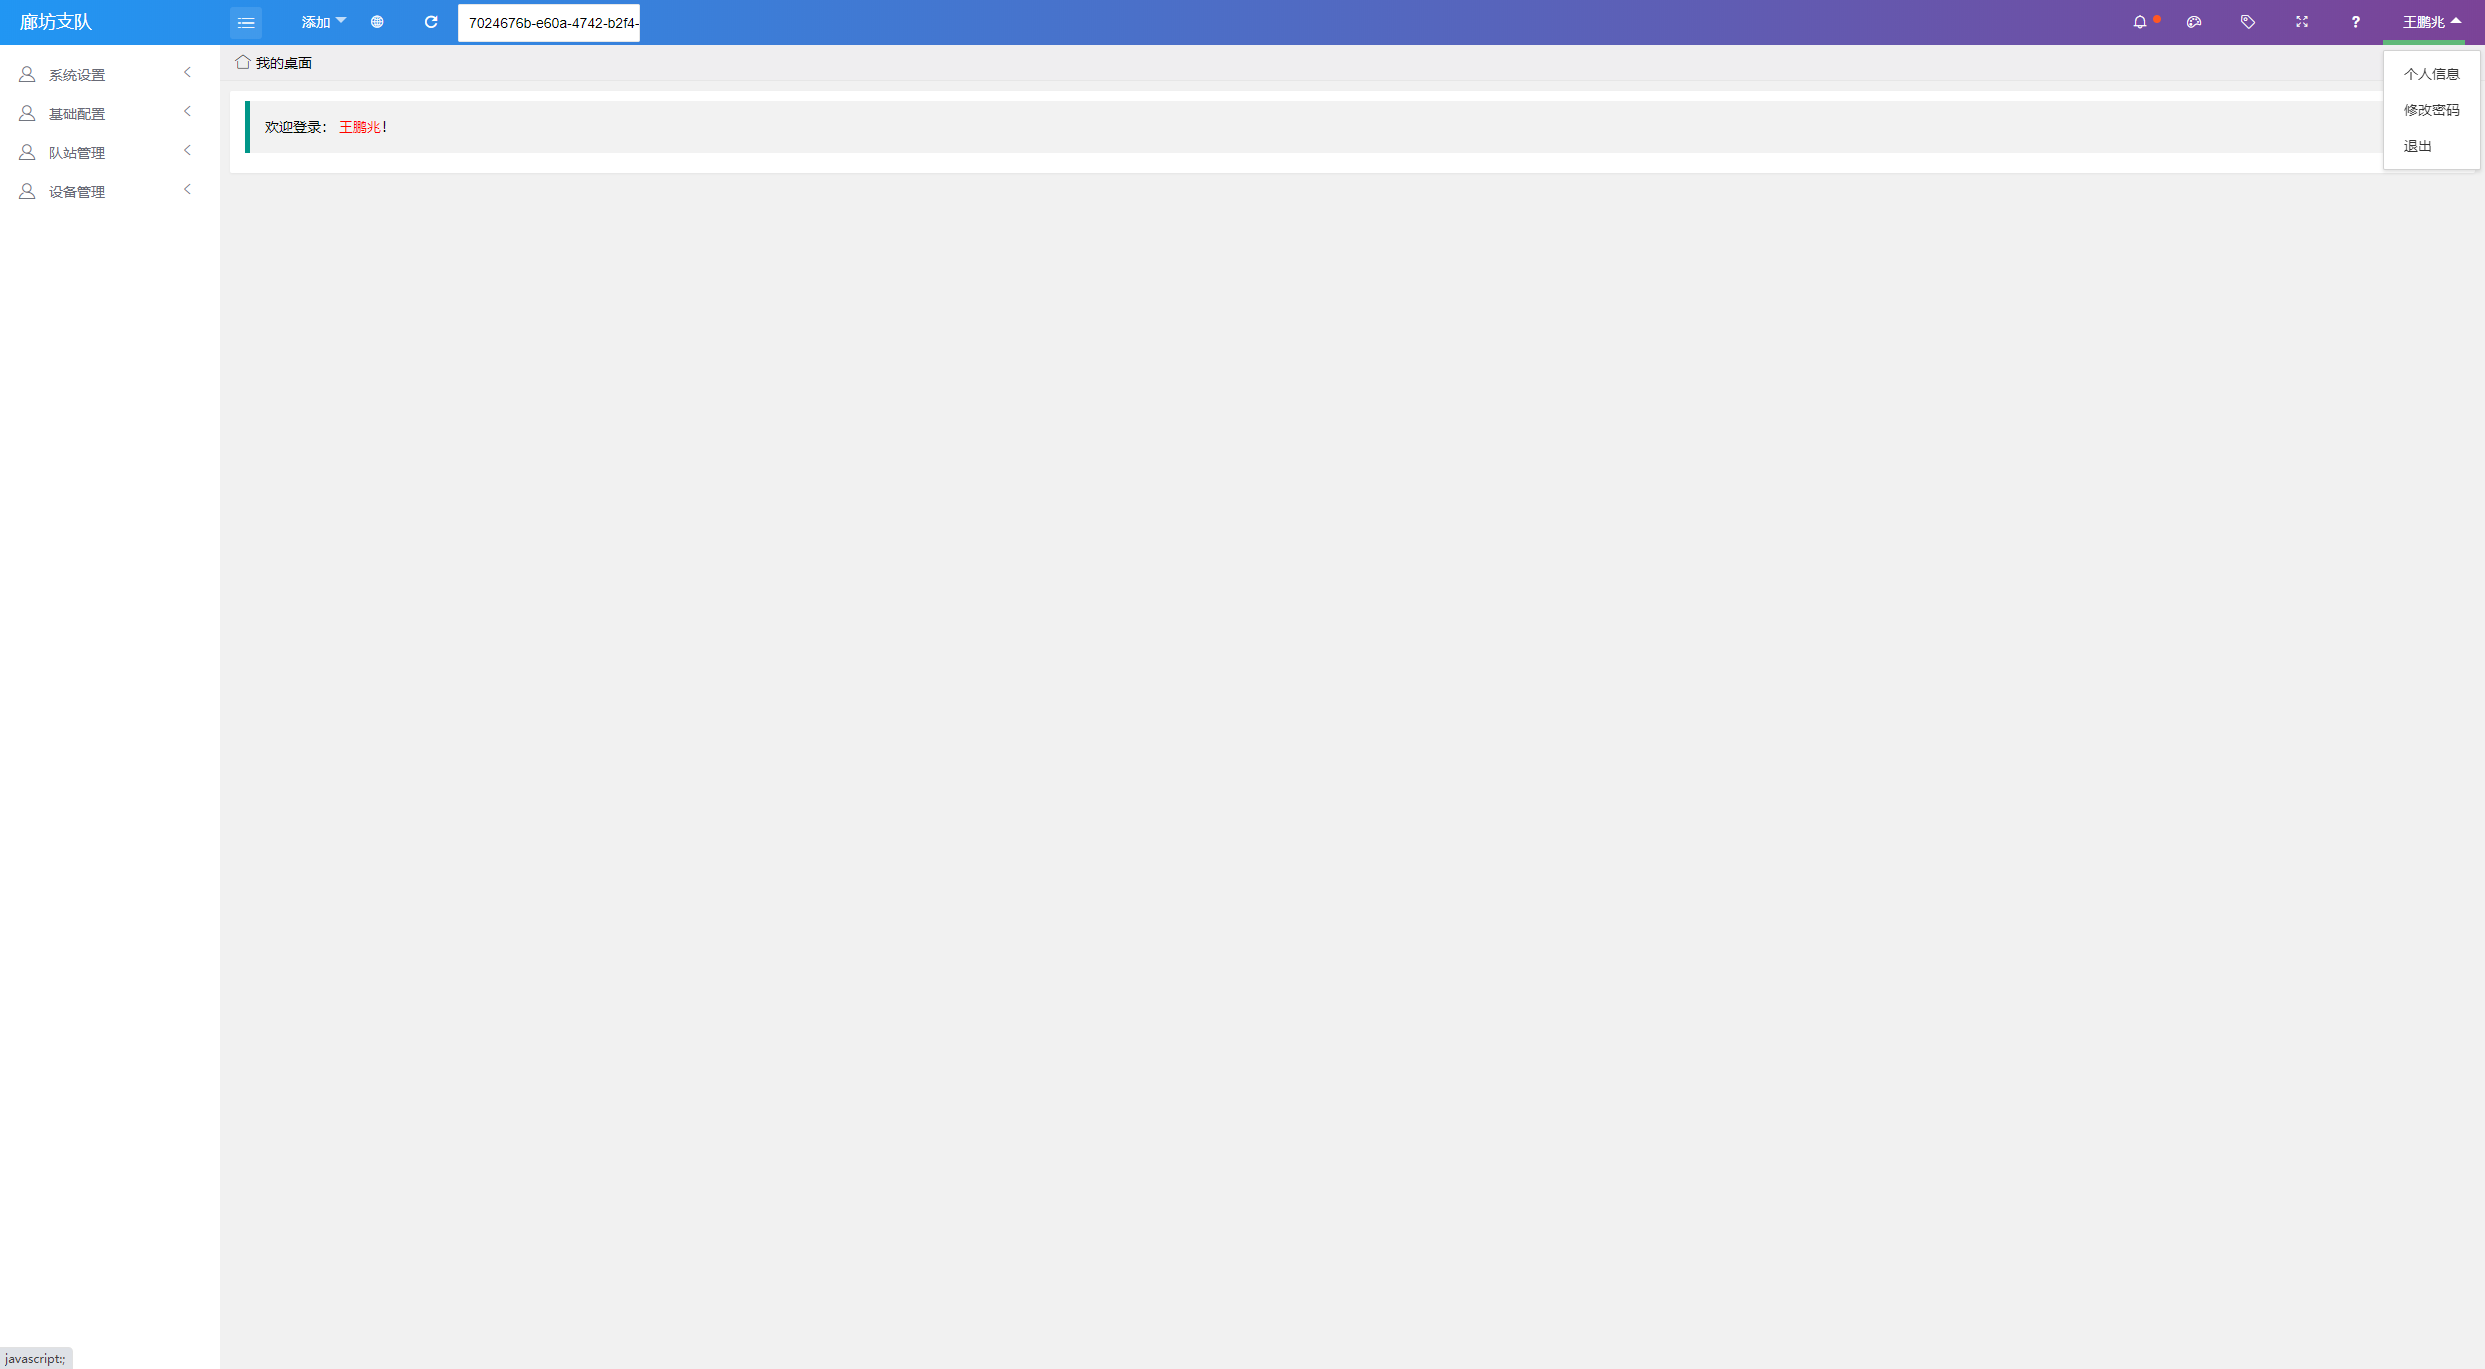 廊坊支队
添加
7024676b-e60a-4742-b2f4-
?
王鹏兆
系统设置
基础配置
队站管理
设备管理
我的桌面
欢迎登录： 王鹏兆！
个人信息
修改密码
退出
javascript:;